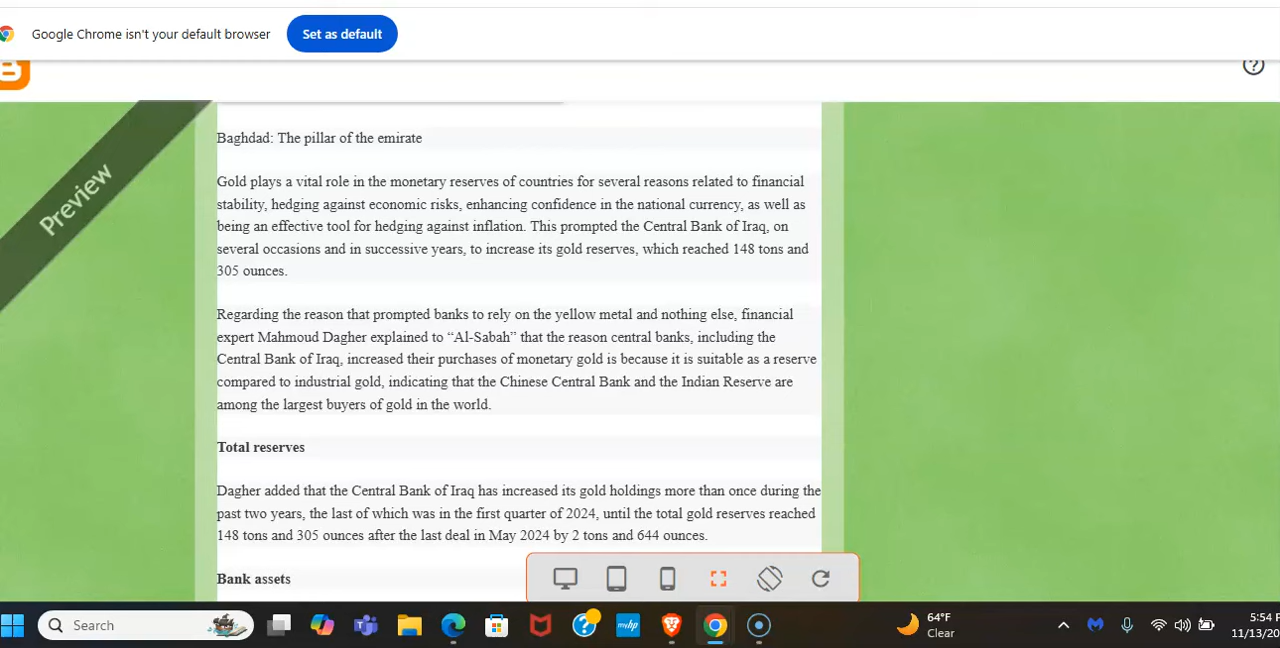 Google Chrome isn't your default browser
Set as default
Preview
Baghdad: The pillar of the emirate
Gold plays a vital role in the monetary reserves of countries for several reasons related to financial
stability, hedging against economic risks, enhancing confidence in the national currency, as well as
being an effective tool for hedging against inflation. This prompted the Central Bank of Iraq, on
several occasions and in successive years, to increase its gold reserves, which reached 148 tons and
305 ounces.
Regarding the reason that prompted banks to rely on the yellow metal and nothing else, financial
expert Mahmoud Dagher explained to “Al-Sabah” that the reason central banks, including the
Central Bank of Iraq, increased their purchases of monetary gold is because it is suitable as a reserve
compared to industrial gold, indicating that the Chinese Central Bank and the Indian Reserve are
among the largest buyers of gold in the world.
Total reserves
Dagher added that the Central Bank of Iraq has increased its gold holdings more than once during the
past two years, the last of which was in the first quarter of 2024, until the total gold reserves reached
148 tons and 305 ounces after the last deal in May 2024 by 2 tons and 644 ounces.
Bank assets
Search
myhp
64°F
Clear
5:54 P
11/13/20